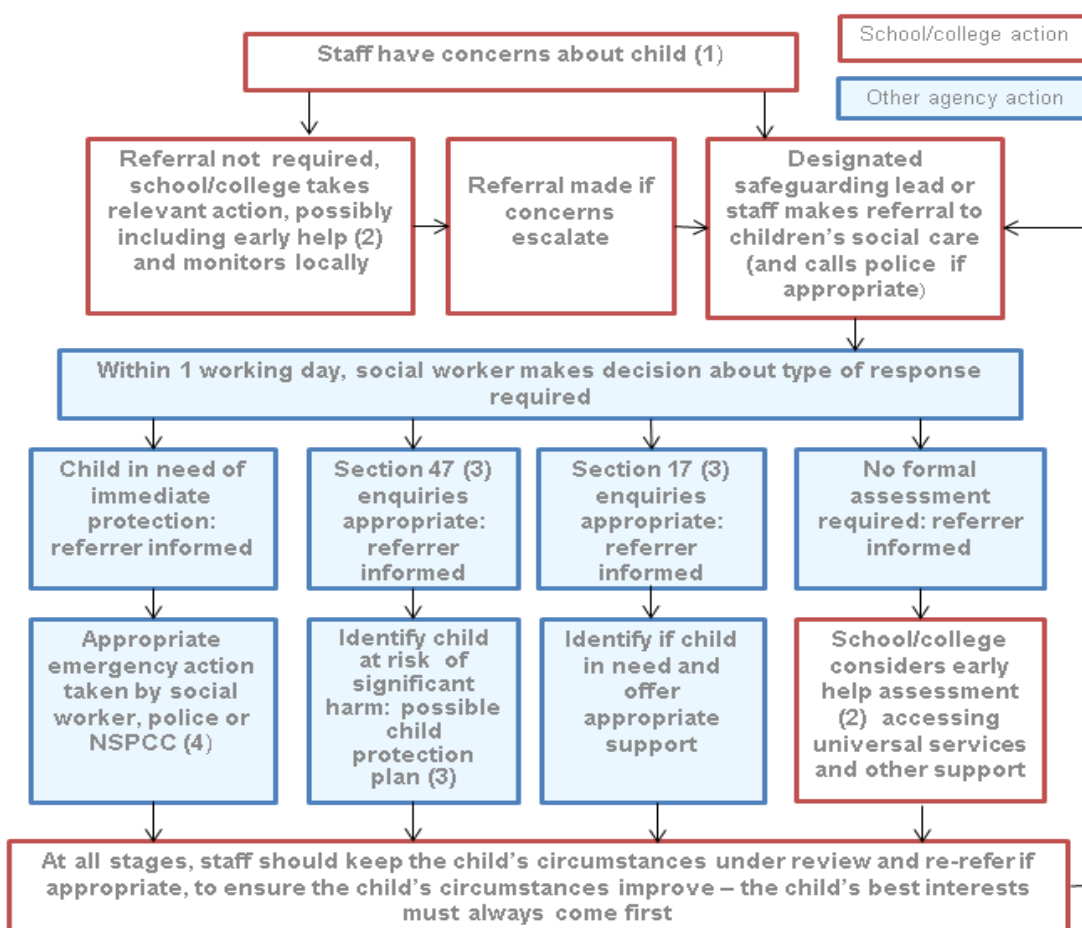 School/college action
Other agency action
Staff have concerns about child (1)
Referral not required,
school/college takes
relevant action, possibly
including early help (2)
and monitors locally
Referral made if
concerns
escalate
Designated
safeguarding lead or
staff makes referral to
children's social care
(and calls police if
appropriate)
Within 1 working day, social worker makes decision about type of response
required
Child in need of
immediate
protection:
referrer informed
Section 47 (3)
enquiries
appropriate:
referrer
informed
Section 17 (3)
enquiries
appropriate:
referrer
informed
No formal
assessment
required: referrer
informed
Appropriate
emergency action
taken by social
worker, police or
NSPCC (4)
Identify child
at risk of
significant
harm: possible
child
protection
plan (3)
Identify if child
in need and
offer
appropriate
support
School/college
considers early
help assessment
(2) accessing
universal services
and other support
At all stages, staff should keep the child's circumstances under review and re-refer if
appropriate, to ensure the child's circumstances improve – the child's best interests
must always come first